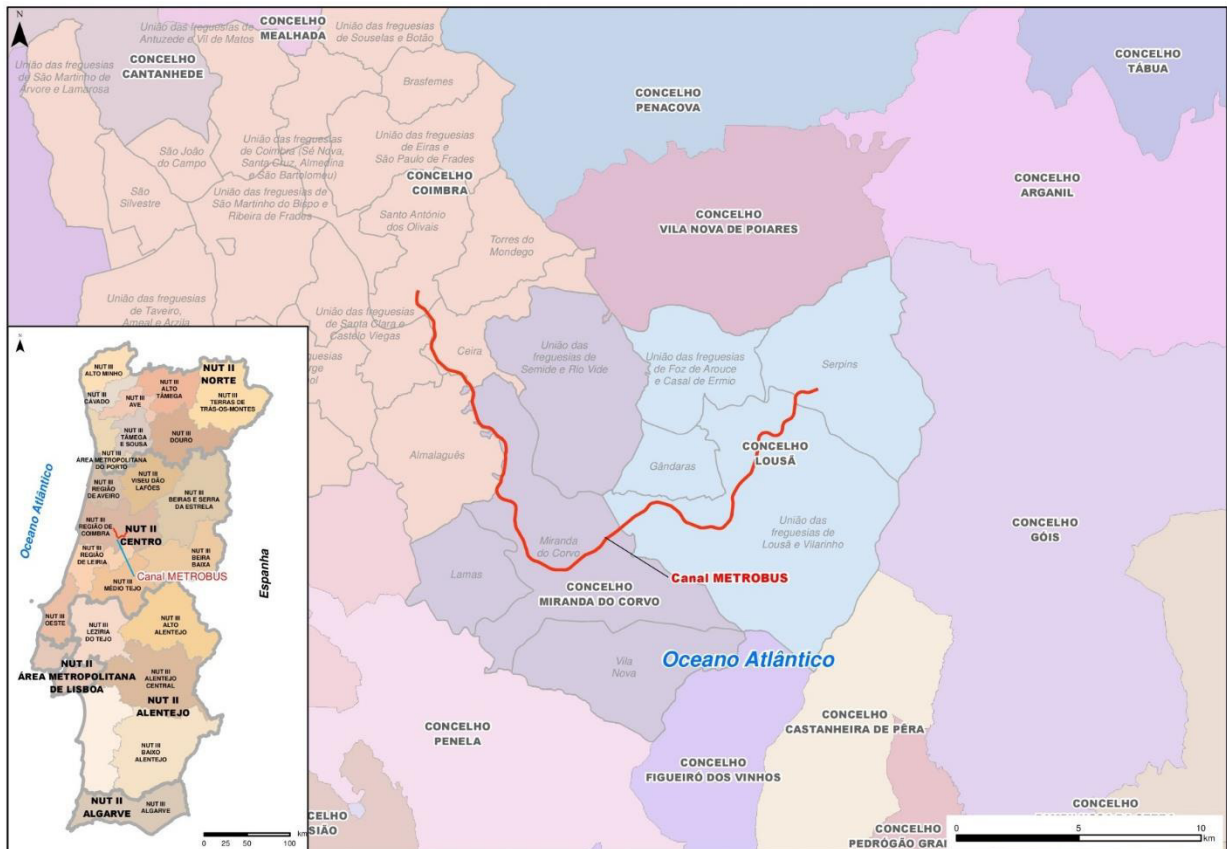 N
União das freguesias de
Antuzede e Vil de Matos
CONCELHO
MEALHADA
União das freguesias
de Souselas e Botão
União das freguesias
de São Martinho de
Árvore e Lamarosa
CONCELHO
CANTANHEDE
Brasfemes
CONCELHO
PENACOVA
CONCELHO
TÁBUA
São João
do Campo
União das freguesias
de Coimbra (Sé Nova,
Santa Cruz, Almedina
e São Bartolomeu)
União das freguesias
de Eiras e
São Paulo de Frades
CONCELHO
COIMBRA
CONCELHO
ARGANIL
São
Silvestre
União das freguesias de
São Martinho do Bispo e
Ribeira de Frades
Santo António
dos Olivais
Torres do
Mondego
CONCELHO
VILA NOVA DE POIARES
União das freguesias
de Taveiro,
Ameal e Arzila
União das freguesias
de Santa Clara e
Castelo Viegas
Ceira
União das
freguesias de
Semide e Rio Vide
União das freguesias
de Foz de Arouce
e Casal de Ermio
Serpins
CONCELHO
LOUSÃ
Almalaguês
Gândaras
União das
freguesias de
Lousã e Vilarinho
CONCELHO
GÓIS
Miranda
do Corvo
Lamas
Canal METROBUS
CONCELHO
MIRANDA DO CORVO
Oceano Atlântico
Vila
Nova
CONCELHO
PENELA
CONCELHO
CASTANHEIRA DE PÊRA
CONCELHO
FIGUEIRÓ DOS VINHOS
CONCELHO
CONCELHO
PEDRÓGÃO GRAN
CELHO
SIÃO
0 5 10
km
NUT III
ALTO MINHO
NUT II
NORTE
NUT III
ALTO
TÂMEGA
NUT III
TERRAS DE
TRÁS-OS-MONTES
NUT III
CÁVADO
NUT III
AVE
NUT III
TÂMEGA
E SOUSA
NUT III
DOURO
NUT III
ÁREA METROPOLITANA
DO PORTO
NUT III
VISEU DÃO
LAFÕES
NUT III
REGIÃO
DE AVEIRO
NUT III
BEIRAS E SERRA
DA ESTRELA
Oceano Atlântico
NUT III
REGIÃO DE
COIMBRA
NUT II
CENTRO
NUT III
REGIÃO
DE LEIRIA
NUT III
BEIRA
BAIXA
Canal METROBUS
NUT III
MÉDIO TEJO
Espanha
NUT III
OESTE
NUT III
LEZÍRIA
DO TEJO
NUT III
ALTO
ALENTEJO
NUT II
ÁREA METROPOLITANA
DE LISBOA
NUT III
ALENTEJO
CENTRAL
NUT II
ALENTEJO
NUT III
BAIXO
ALENTEJO
NUT II
ALGARVE
NUT III
ALGARVE
0 25 50 100
km